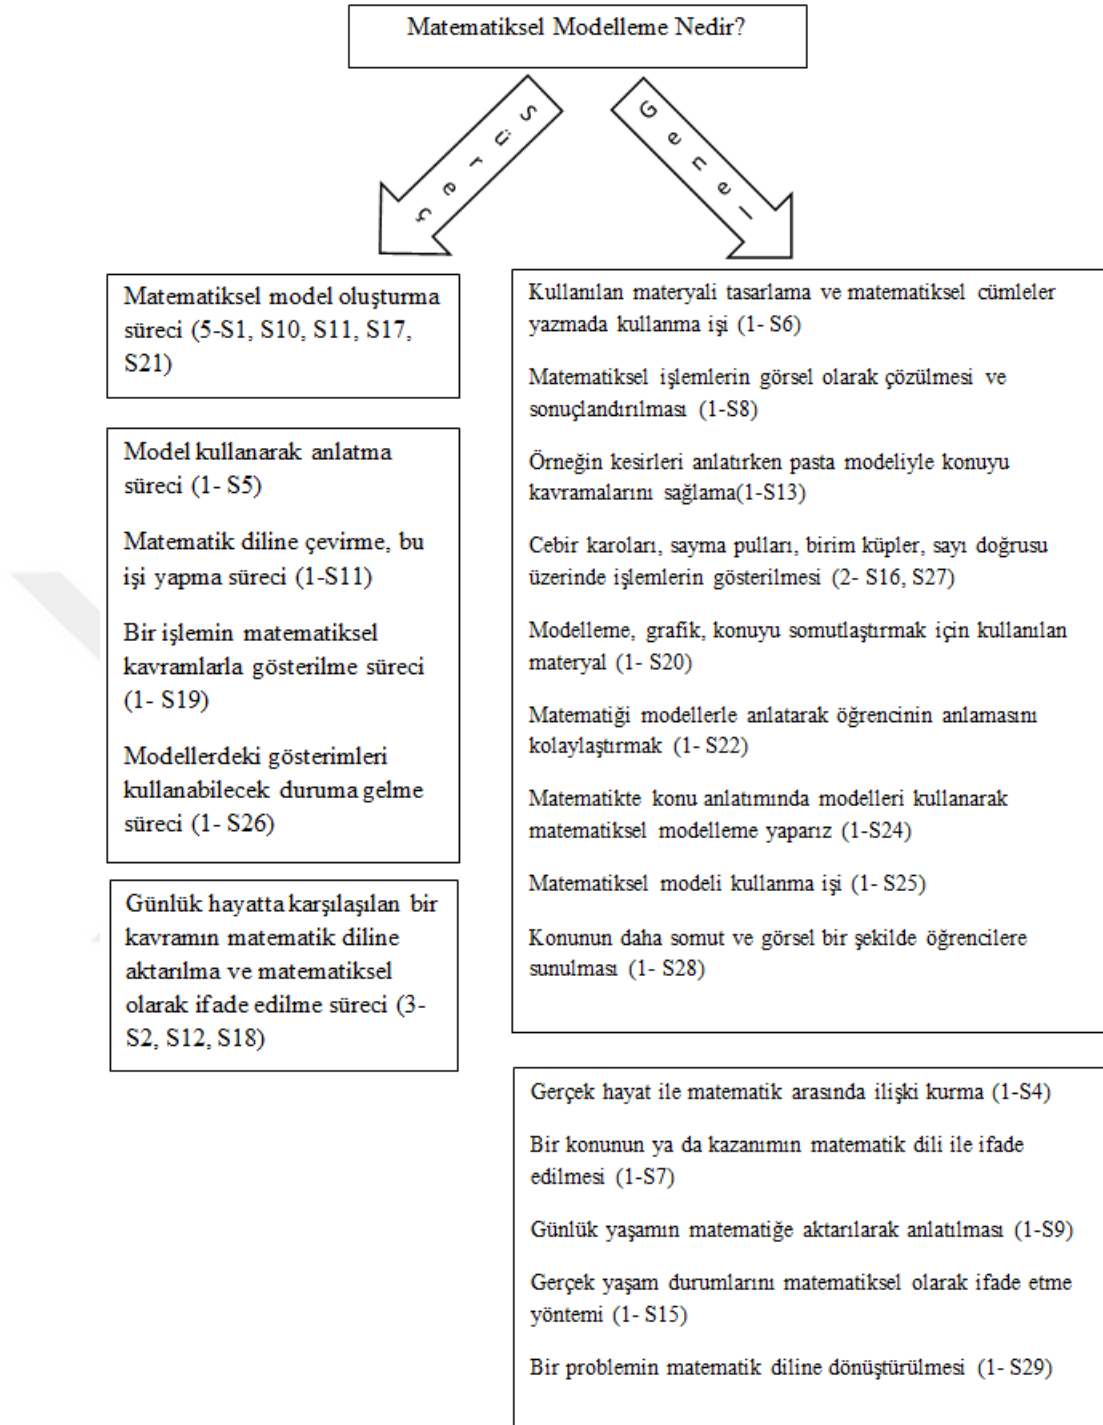 Matematiksel Modelleme Nedir?
Süreç
Genel
Matematiksel model oluşturma
süreci (5-S1, S10, S11, S17,
S21)
Model kullanarak anlatma
süreci (1- S5)
Matematik diline çevirme, bu
işi yapma süreci (1-S11)
Bir işlemin matematiksel
kavramlarla gösterilme süreci
(1- S19)
Modellerdeki gösterimleri
kullanabilecek duruma gelme
süreci (1- S26)
Günlük hayatta karşılaşılan bir
kavramın matematik diline
aktarılma ve matematiksel
olarak ifade edilme süreci (3-
S2, S12, S18)
Kullanılan materyali tasarlama ve matematiksel cümleler
yazmada kullanma işi (1- S6)
Matematiksel işlemlerin görsel olarak çözülmesi ve
sonuçlandırılması (1-S8)
Örneğin kesirleri anlatırken pasta modeliyle konuyu
kavramalarını sağlama(1-S13)
Cebir karoları, sayma pulları, birim küpler, sayı doğrusu
üzerinde işlemlerin gösterilmesi (2- S16, S27)
Modelleme, grafik, konuyu somutlaştırmak için kullanılan
materyal (1- S20)
Matematiği modellerle anlatarak öğrencinin anlamasını
kolaylaştırmak (1- S22)
Matematikte konu anlatımında modelleri kullanarak
matematiksel modelleme yaparız (1-S24)
Matematiksel modeli kullanma işi (1- S25)
Konunun daha somut ve görsel bir şekilde öğrencilere
sunulması (1- S28)
Gerçek hayat ile matematik arasında ilişki kurma (1-S4)
Bir konunun ya da kazanımın matematik dili ile ifade
edilmesi (1-S7)
Günlük yaşamın matematiğe aktarılarak anlatılması (1-S9)
Gerçek yaşam durumlarını matematiksel olarak ifade etme
yöntemi (1- S15)
Bir problemin matematik diline dönüştürülmesi (1- S29)